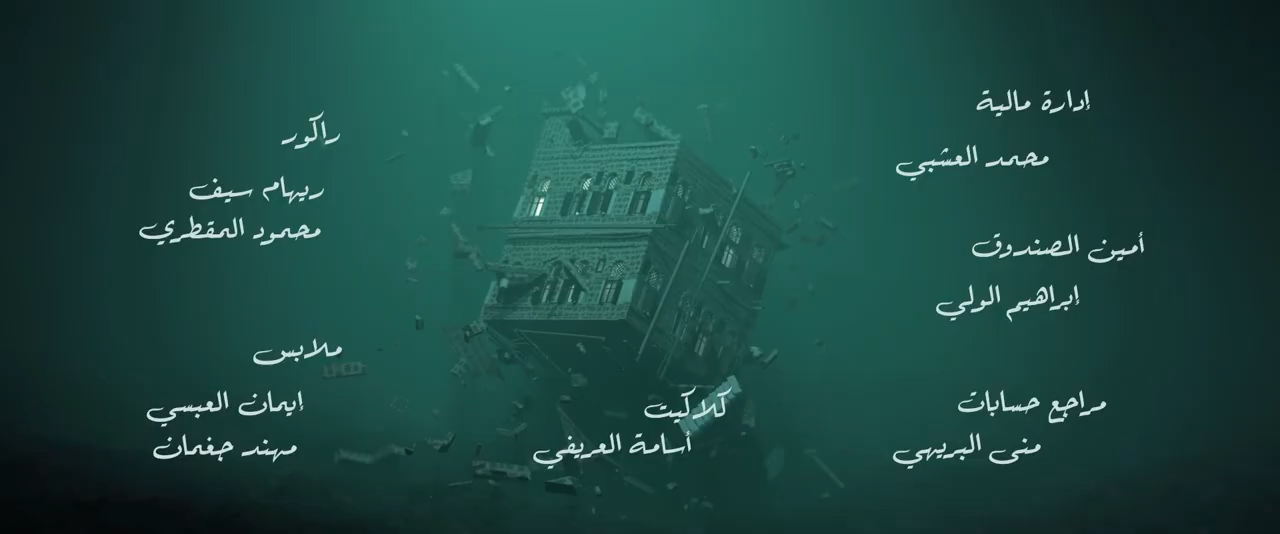 إدارة مالية
محمد العشبي
أمين الصندوق
إبراهيم الولي
مراجع حسابات
منى البريهي
كلاكيت
أسامة العريفي
راكور
ريهام سيف
محمود المقطري
ملابس
إيمان العبسي
مهند جغمان